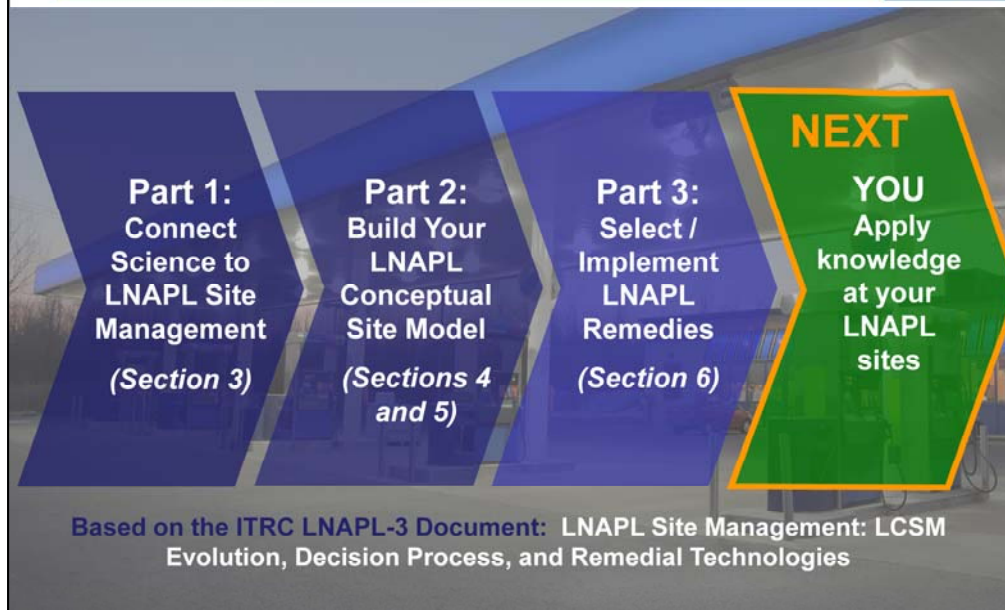 Part 1:
Connect
Science to
LNAPL Site
Management
(Section 3)
Part 2:
Build Your
LNAPL
Conceptual
Site Model
(Sections 4
and 5)
Part 3:
Select /
Implement
LNAPL
Remedies
(Section 6)
NEXT
YOU
Apply
knowledge
at your
LNAPL
sites
Based on the ITRC LNAPL-3 Document: LNAPL Site Management: LCSM
Evolution, Decision Process, and Remedial Technologies